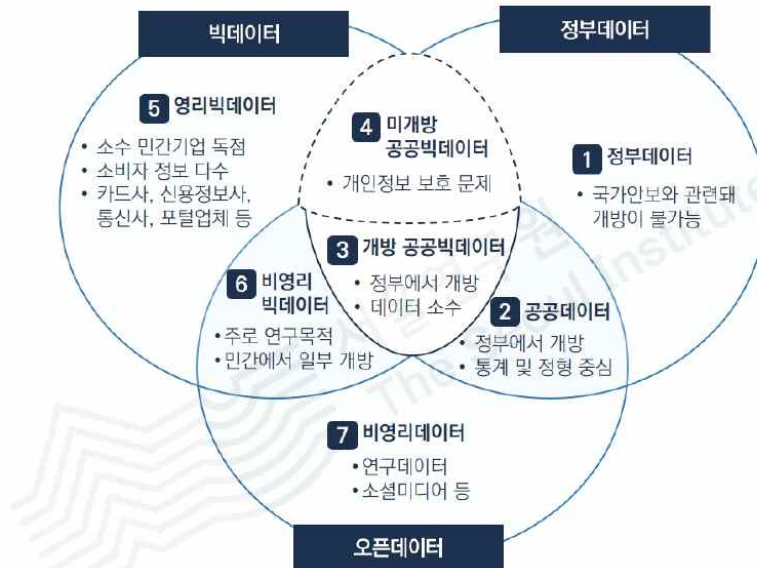 빅데이터
정부데이터
5 영리빅데이터
• 소수 민간기업 독점
• 소비자 정보 다수
• 카드사, 신용정보사,
통신사, 포털업체 등
4 미개방
공공빅데이터
• 개인정보 보호 문제
1 정부데이터
• 국가안보와 관련돼
개방이 불가능
3 개방 공공빅데이터
• 정부에서 개방
• 데이터 소수
6 비영리
빅데이터
• 주로 연구목적
• 민간에서 일부 개방
2 공공데이터
• 정부에서 개방
• 통계 및 정형 중심
7 비영리데이터
• 연구데이터
• 소셜미디어 등
오픈데이터
서울연구원
The Seoul Institute